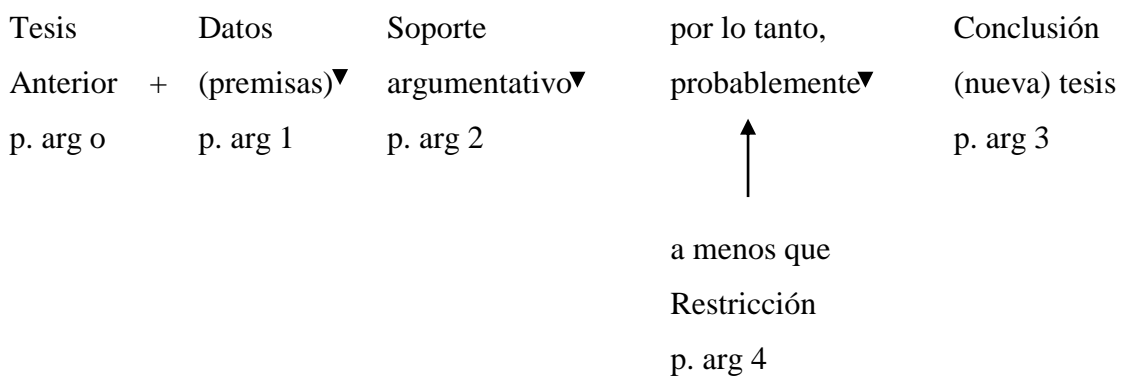 Tesis Datos Soporte por lo tanto, Conclusión
Anterior + (premisas) argumentativo probablemente (nueva) tesis
p. arg o p. arg 1 p. arg 2 p. arg 3
a menos que
Restricción
p. arg 4